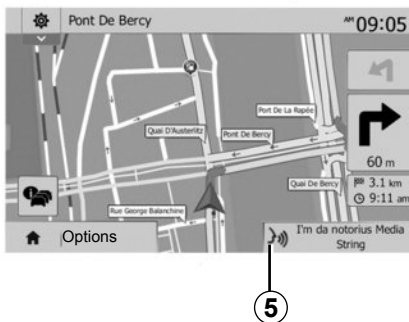 Pont De Bercy
AM 09:05
Port De La Rapée
Quai D'Austerlitz
Pont De Bercy
60 m
Quai De Bercy
3.1 km
9:11 am
Rue George Balanchine
Options
I'm da notorius Media
String
5